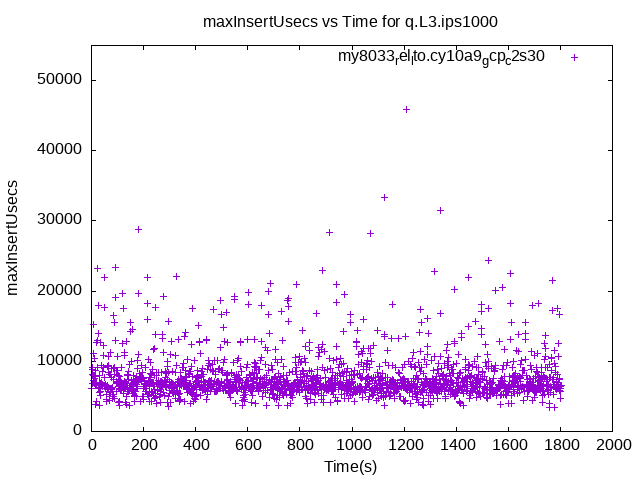 maxInsertUsecs vs Time for q.L3.ips1000
my8033relto.cy10a9gcpc2s30
maxInsertUsecs
50000
40000
30000
20000
10000
0
0 200 400 600 800 1000 1200 1400 1600 1800 2000
Time(s)